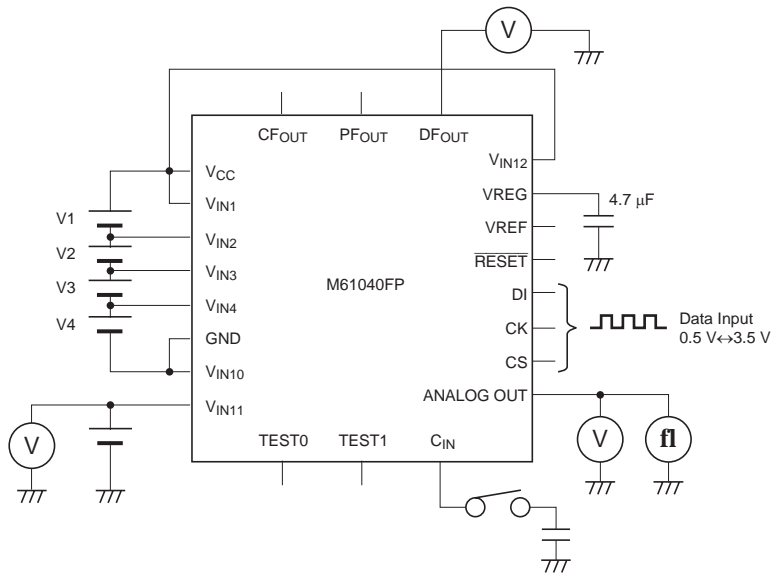 V
CFOUT PFOUT DFOUT
VCC
VIN12
VIN1
VREG
4.7 μF
V1
VIN2
VREF
V2
VIN3
RESET
V3
M61040FP
VIN4
DI
V4
GND
CK
Data Input
0.5 V↔3.5 V
VIN10
CS
VIN11
ANALOG OUT
V
V
fl
TEST0 TEST1 CIN